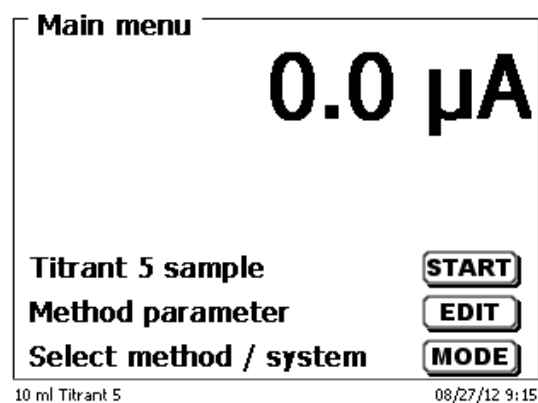 Main menu
0.0 µA
Titrant 5 sample START
Method parameter EDIT
Select method / system MODE
10 ml Titrant 5 08/27/12 9:15